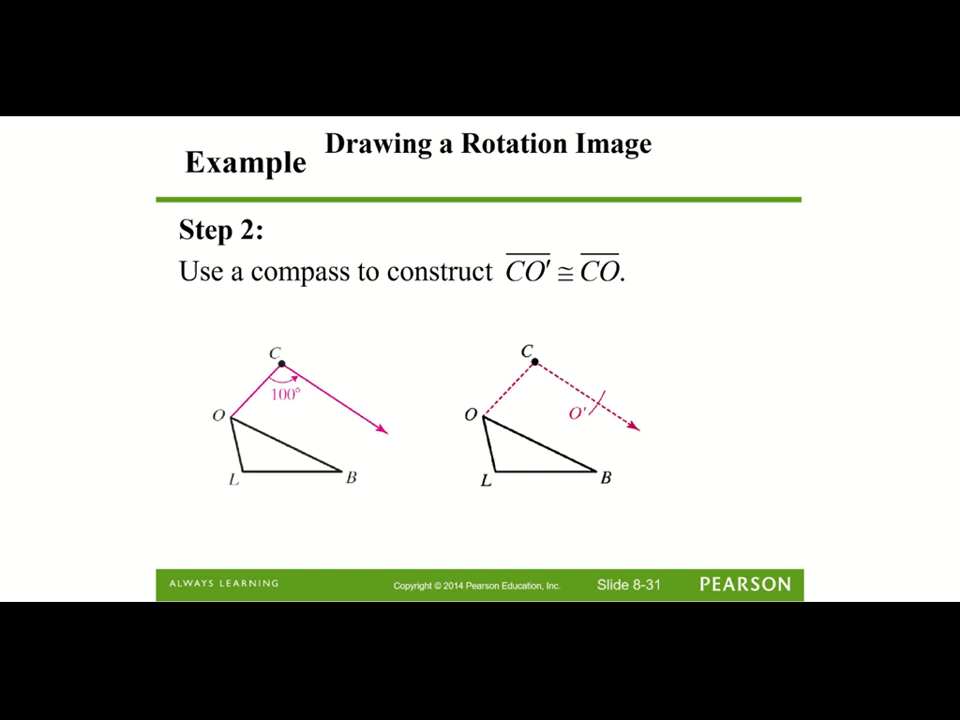 Drawing a Rotation Image
Example
Step 2:
Use a compass to construct CO′ ≅ CO.
C
100°
O
L
B
C
O′
O
L
B
ALWAYS LEARNING
Copyright © 2014 Pearson Education, Inc.
Slide 8-31
PEARSON